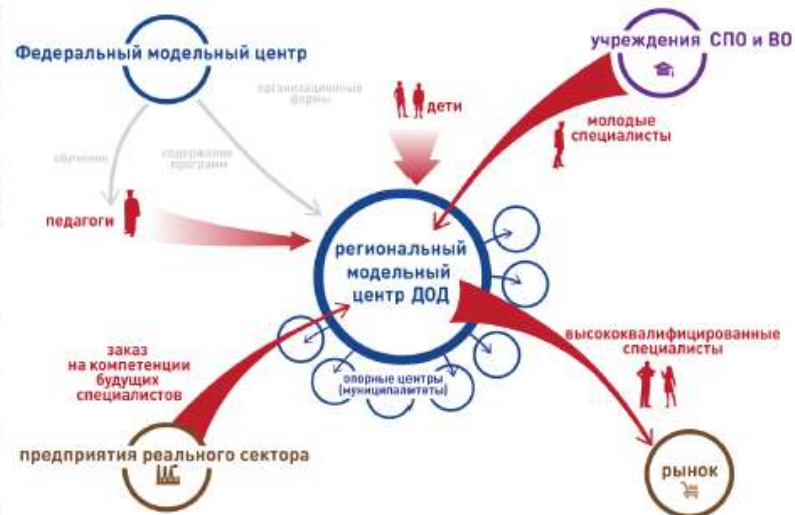 Федеральный модельный центр
учреждения СПО и ВО
организационные
формы
дети
молодые
специалисты
обучение
содержание
программ
педагоги
региональный
модельный
центр ДОД
высококвалифицированные
специалисты
заказ
на компетенции
будущих
специалистов
опорные центры
(муниципалитеты)
предприятия реального сектора
рынок